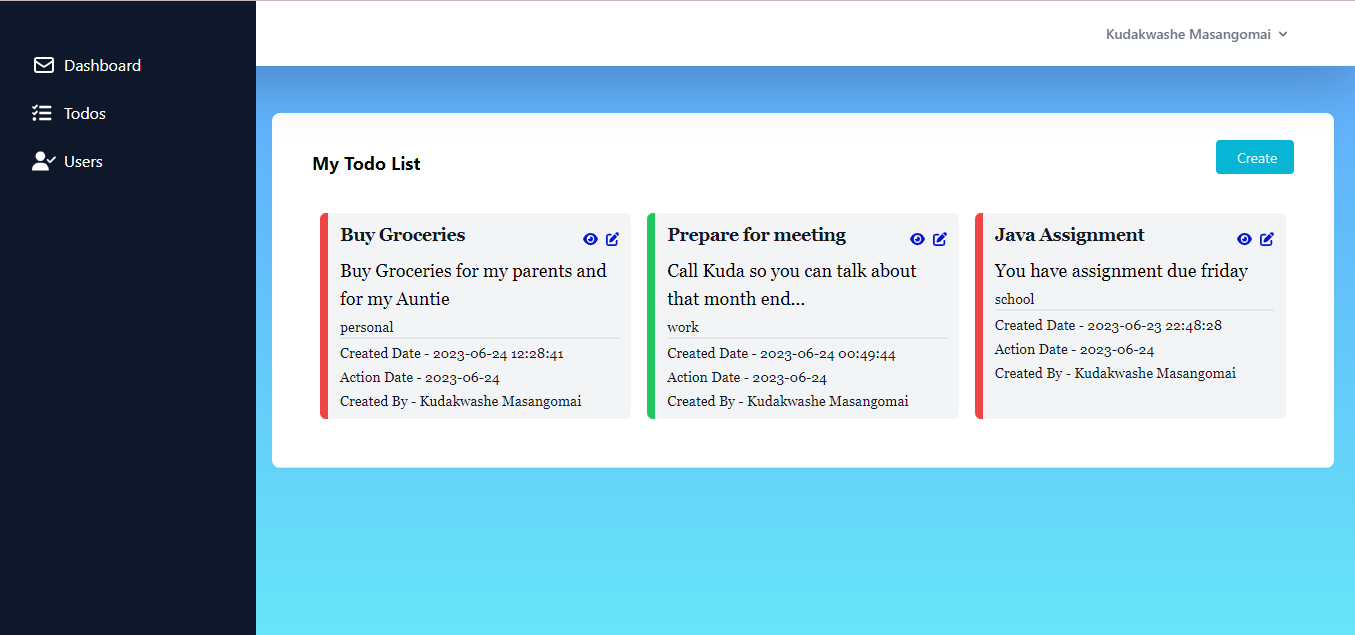 Kudakwashe Masangomai
Dashboard
Todos
Users
My Todo List
Create
Buy Groceries
Buy Groceries for my parents and
for my Auntie
personal
Created Date - 2023-06-24 12:28:41
Action Date - 2023-06-24
Created By - Kudakwashe Masangomai
Prepare for meeting
Call Kuda so you can talk about
that month end...
work
Created Date - 2023-06-24 00:49:44
Action Date - 2023-06-24
Created By - Kudakwashe Masangomai
Java Assignment
You have assignment due friday
school
Created Date - 2023-06-23 22:48:28
Action Date - 2023-06-24
Created By - Kudakwashe Masangomai